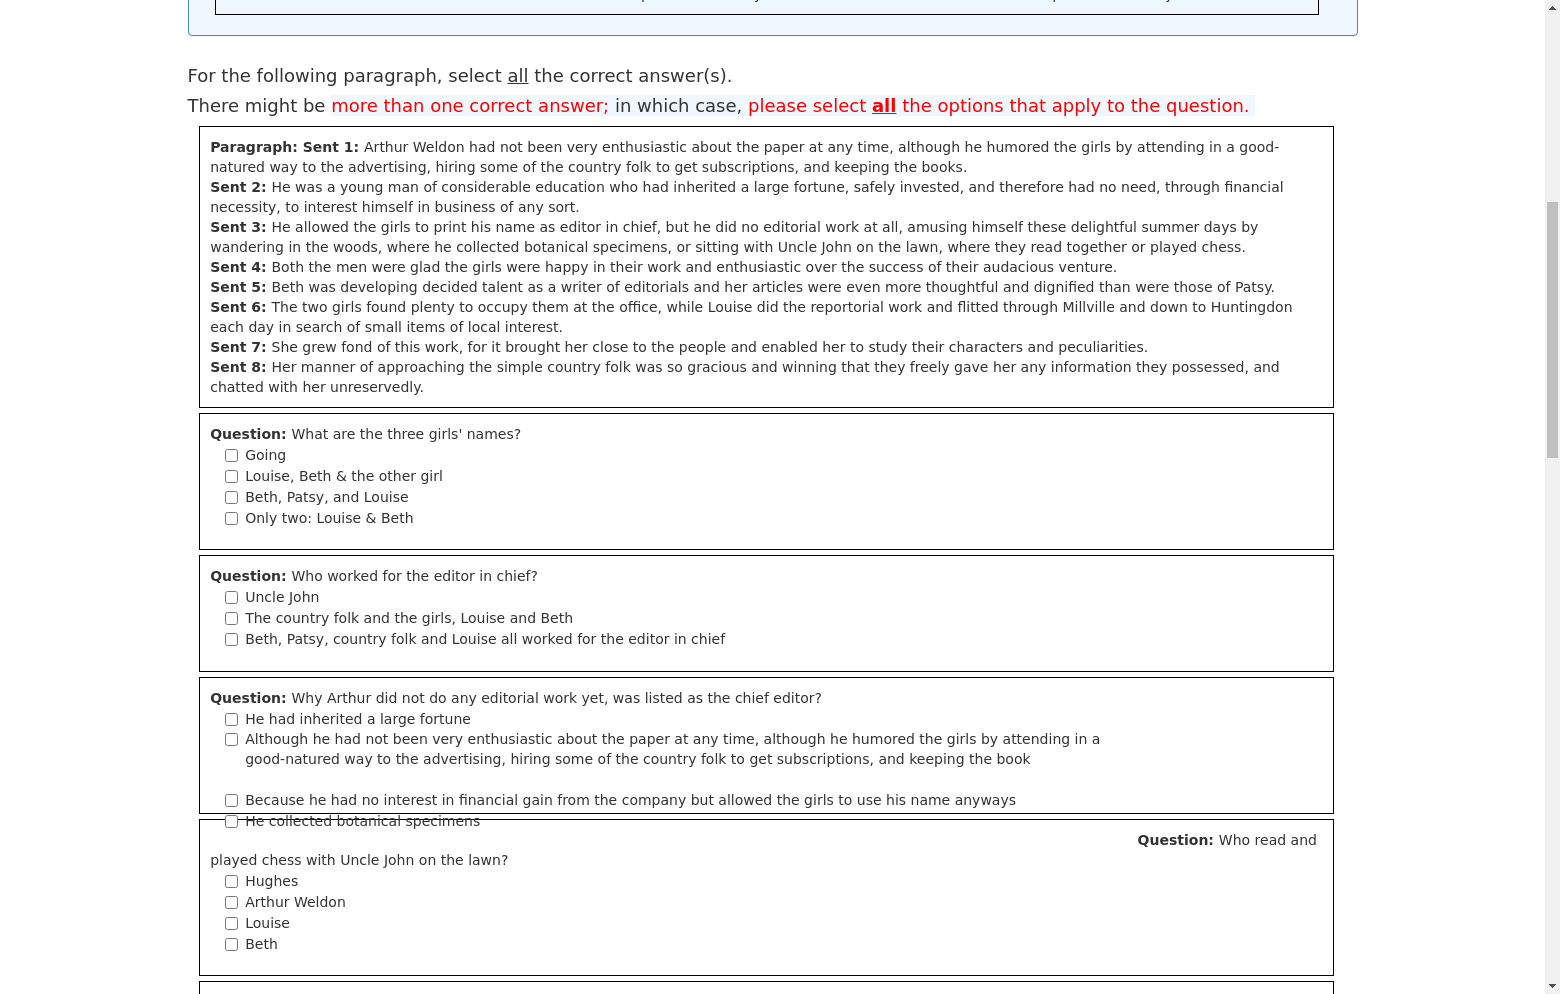 For the following paragraph, select all the correct answer(s).
There might be more than one correct answer; in which case, please select all the options that apply to the question.
Paragraph: Sent 1: Arthur Weldon had not been very enthusiastic about the paper at any time, although he humored the girls by attending in a good-
natured way to the advertising, hiring some of the country folk to get subscriptions, and keeping the books.
Sent 2: He was a young man of considerable education who had inherited a large fortune, safely invested, and therefore had no need, through financial
necessity, to interest himself in business of any sort.
Sent 3: He allowed the girls to print his name as editor in chief, but he did no editorial work at all, amusing himself these delightful summer days by
wandering in the woods, where he collected botanical specimens, or sitting with Uncle John on the lawn, where they read together or played chess.
Sent 4: Both the men were glad the girls were happy in their work and enthusiastic over the success of their audacious venture.
Sent 5: Beth was developing decided talent as a writer of editorials and her articles were even more thoughtful and dignified than were those of Patsy.
Sent 6: The two girls found plenty to occupy them at the office, while Louise did the reportorial work and flitted through Millville and down to Huntingdon
each day in search of small items of local interest.
Sent 7: She grew fond of this work, for it brought her close to the people and enabled her to study their characters and peculiarities.
Sent 8: Her manner of approaching the simple country folk was so gracious and winning that they freely gave her any information they possessed, and
chatted with her unreservedly.
Question: What are the three girls' names?
Going
Louise, Beth & the other girl
Beth, Patsy, and Louise
Only two: Louise & Beth
Question: Who worked for the editor in chief?
Uncle John
The country folk and the girls, Louise and Beth
Beth, Patsy, country folk and Louise all worked for the editor in chief
Question: Why Arthur did not do any editorial work yet, was listed as the chief editor?
He had inherited a large fortune
Although he had not been very enthusiastic about the paper at any time, although he humored the girls by attending in a
good-natured way to the advertising, hiring some of the country folk to get subscriptions, and keeping the book
Because he had no interest in financial gain from the company but allowed the girls to use his name anyways
He collected botanical specimens
Question: Who read and
played chess with Uncle John on the lawn?
Hughes
Arthur Weldon
Louise
Beth